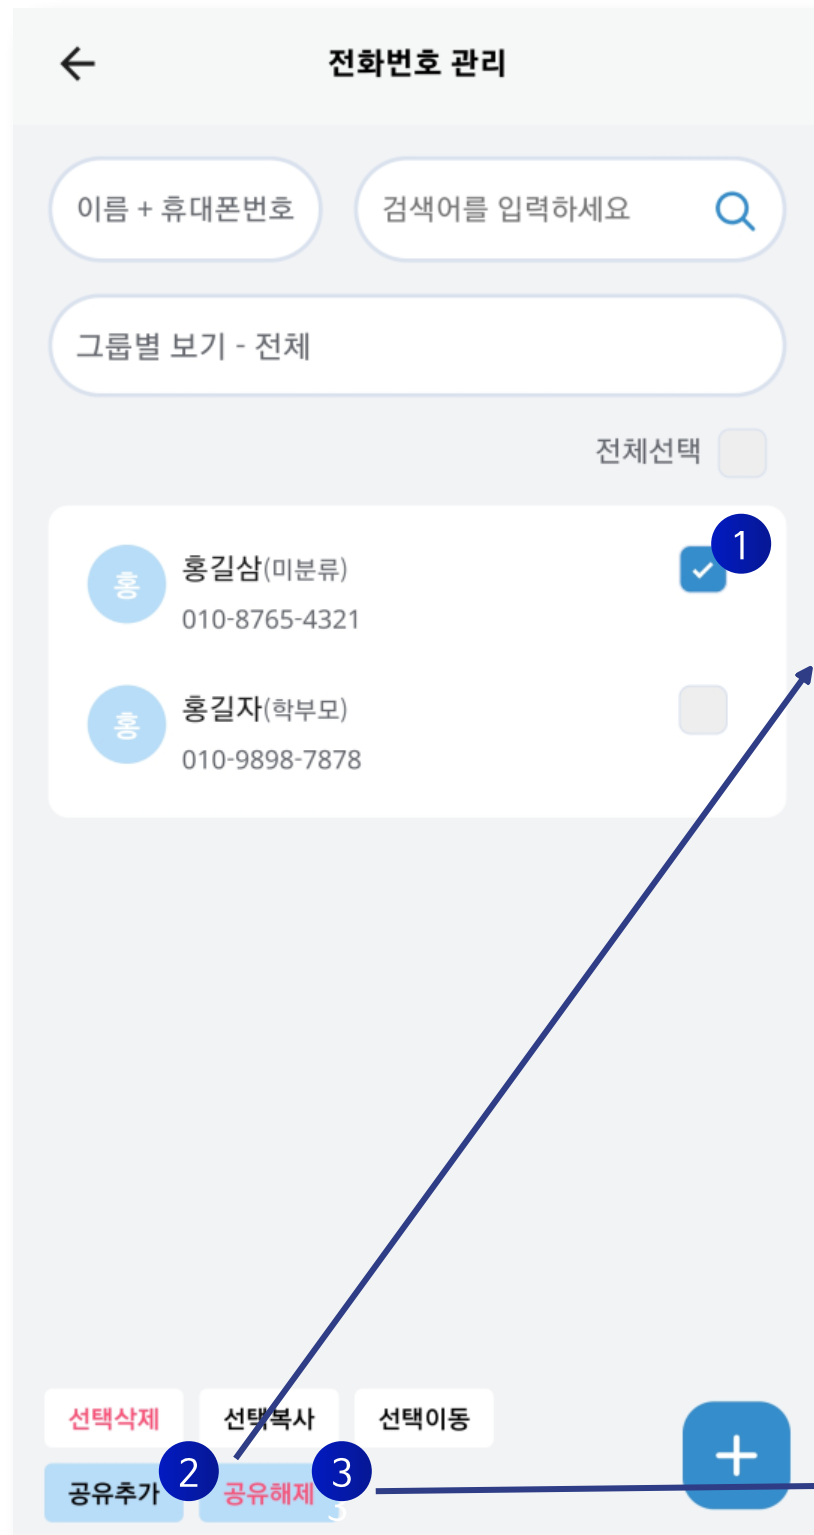 전화번호 관리
이름 + 휴대폰번호
검색어를 입력하세요
그룹별 보기 - 전체
전체선택
1
홍
홍길삼(미분류)
010-8765-4321
홍
홍길자(학부모)
010-9898-7878
선택삭제
선택복사
선택이동
공유추가
2
공유해제
3
3